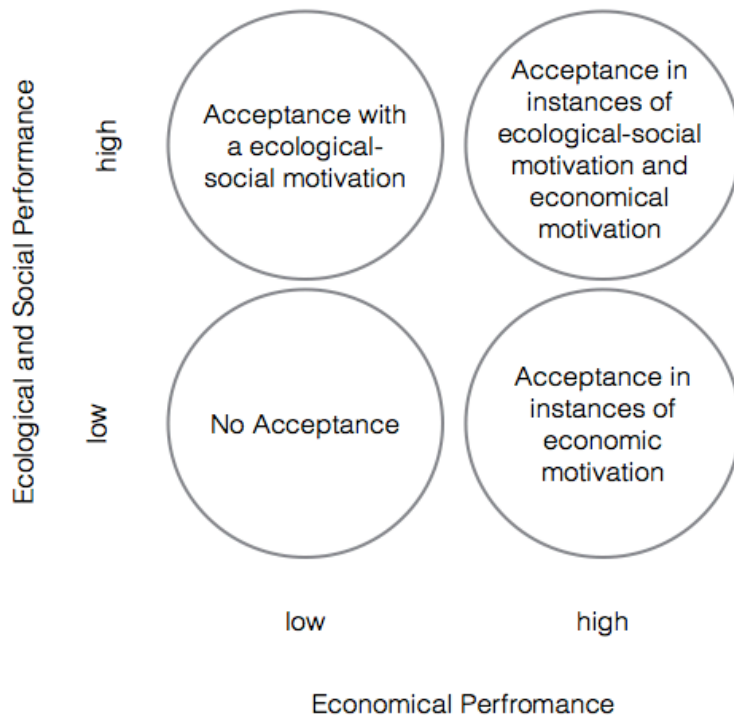 Ecological and Social Performance
high
low
Acceptance with
a ecological-
social motivation
Acceptance in
instances of
ecological-social
motivation and
economical
motivation
No Acceptance
Acceptance in
instances of
economic
motivation
low
high
Economical Perfromance